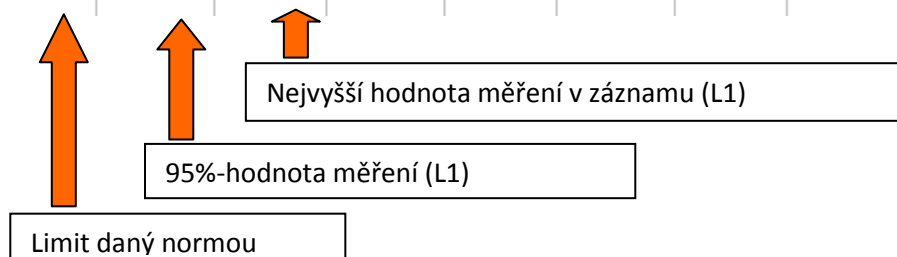 Nejvyšší hodnota měření v záznamu (L1)
95%-hodnota měření (L1)
Limit daný normou